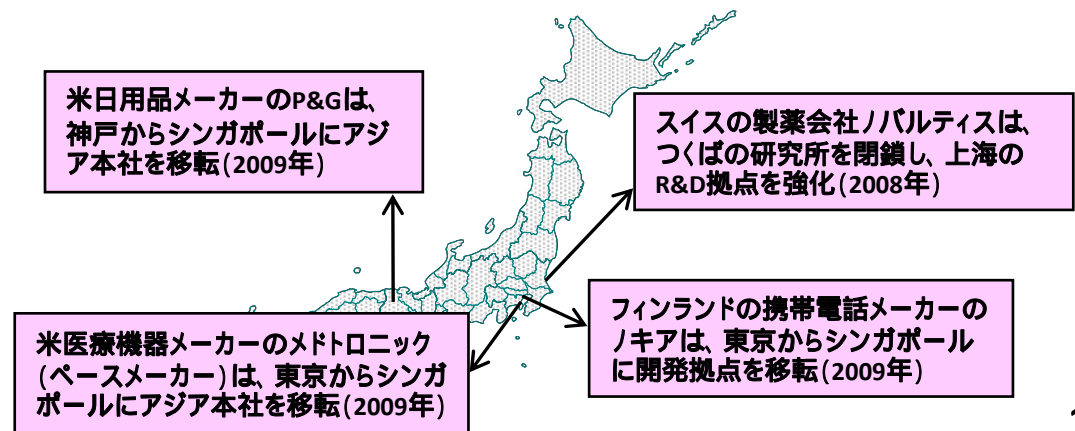 米日用品メーカーのP&Gは、
神戸からシンガポールにアジ
ア本社を移転(2009年)
スイスの製薬会社ノバルティスは、
つくばの研究所を閉鎖し、上海の
R&D拠点を強化(2008年)
フィンランドの携帯電話メーカーの
ノキアは、東京からシンガポール
に開発拠点を移転(2009年)
米医療機器メーカーのメドトロニック
(ペースメーカー)は、東京からシンガ
ポールにアジア本社を移転(2009年)